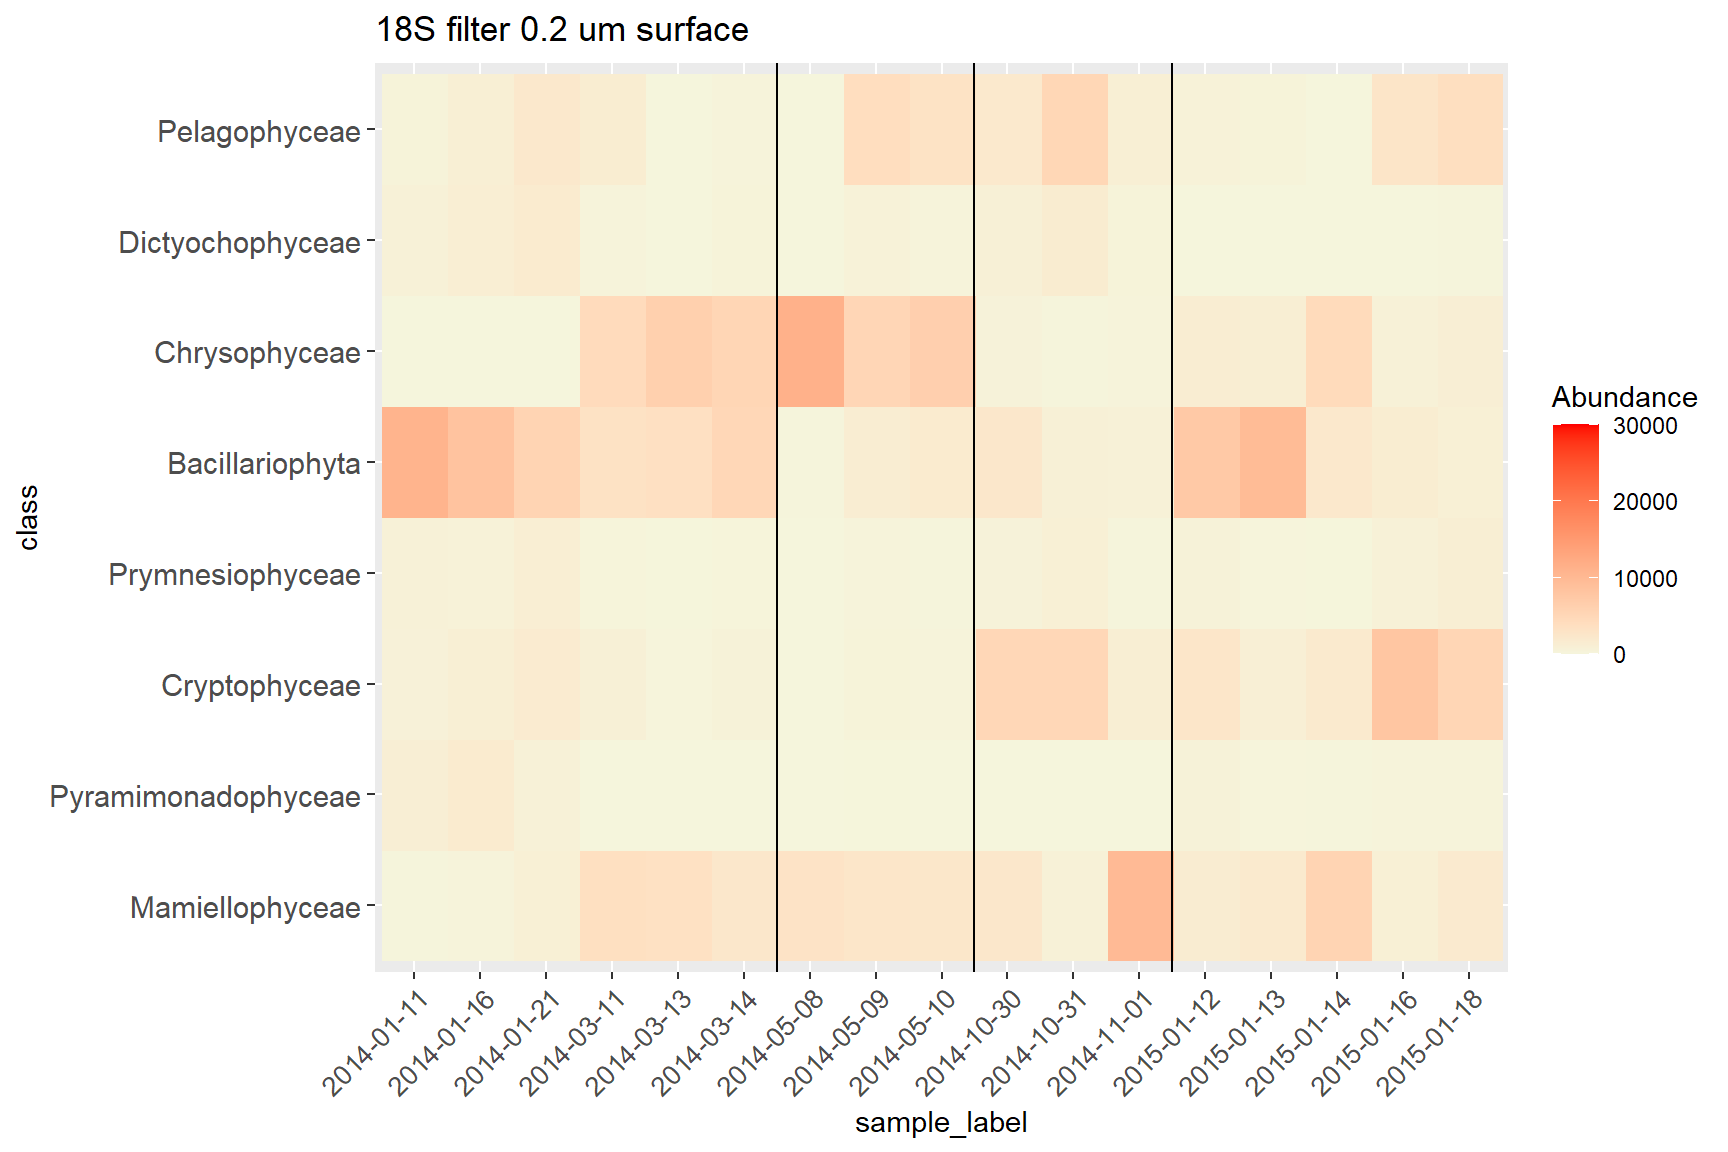 18S filter 0.2 um surface
class
Pelagophyceae
Dictyochophyceae
Chrysophyceae
Bacillariophyta
Prymnesiophyceae
Cryptophyceae
Pyramimonadophyceae
Mamiellophyceae
2014-01-11
2014-01-16
2014-01-21
2014-03-11
2014-03-13
2014-03-14
2014-05-08
2014-05-09
2014-05-10
2014-10-30
2014-10-31
2014-11-01
2015-01-12
2015-01-13
2015-01-14
2015-01-16
2015-01-18
sample_label
Abundance
30000
20000
10000
0